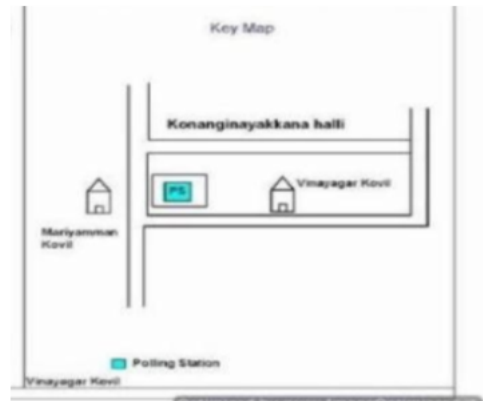 Key Map
Konanginayakkana halli
PS
Vinayagar Kovil
Mariyamman
Kovil
Polling Station
Vinayagar Kovil